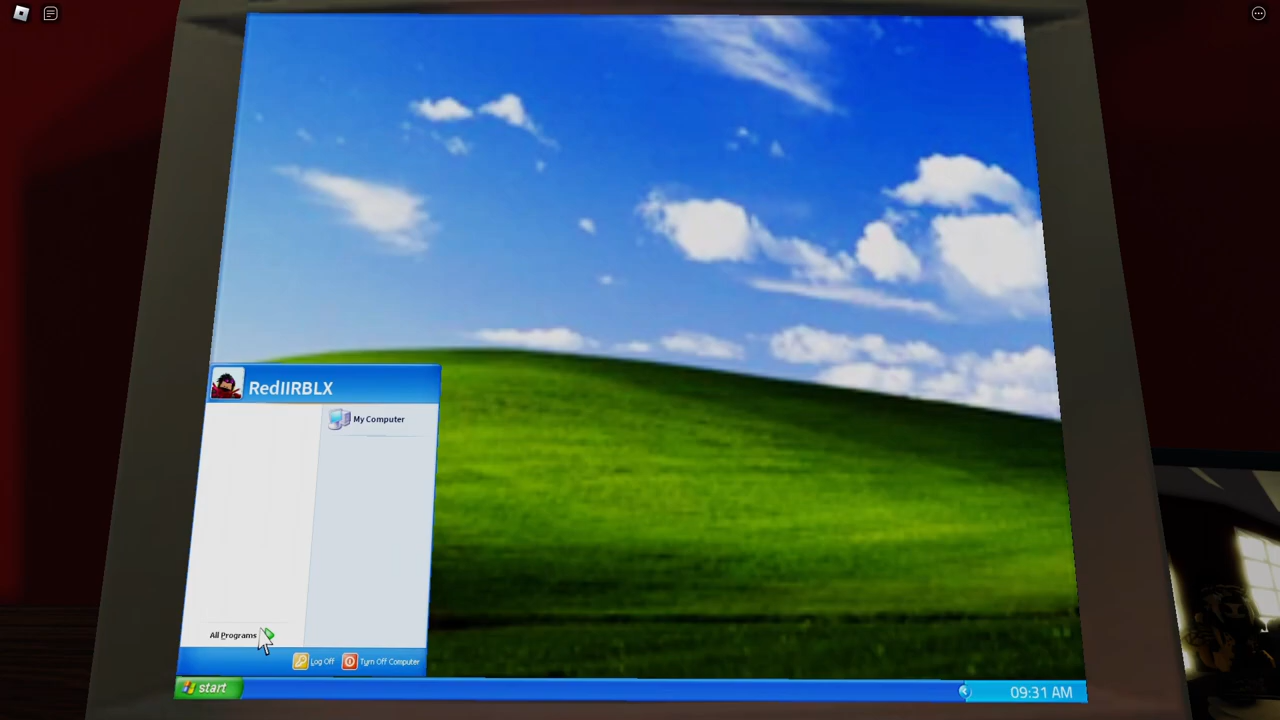 RedIIRBLX
My Computer
All Programs
Log Off
Turn Off Computer
start
09:31 AM